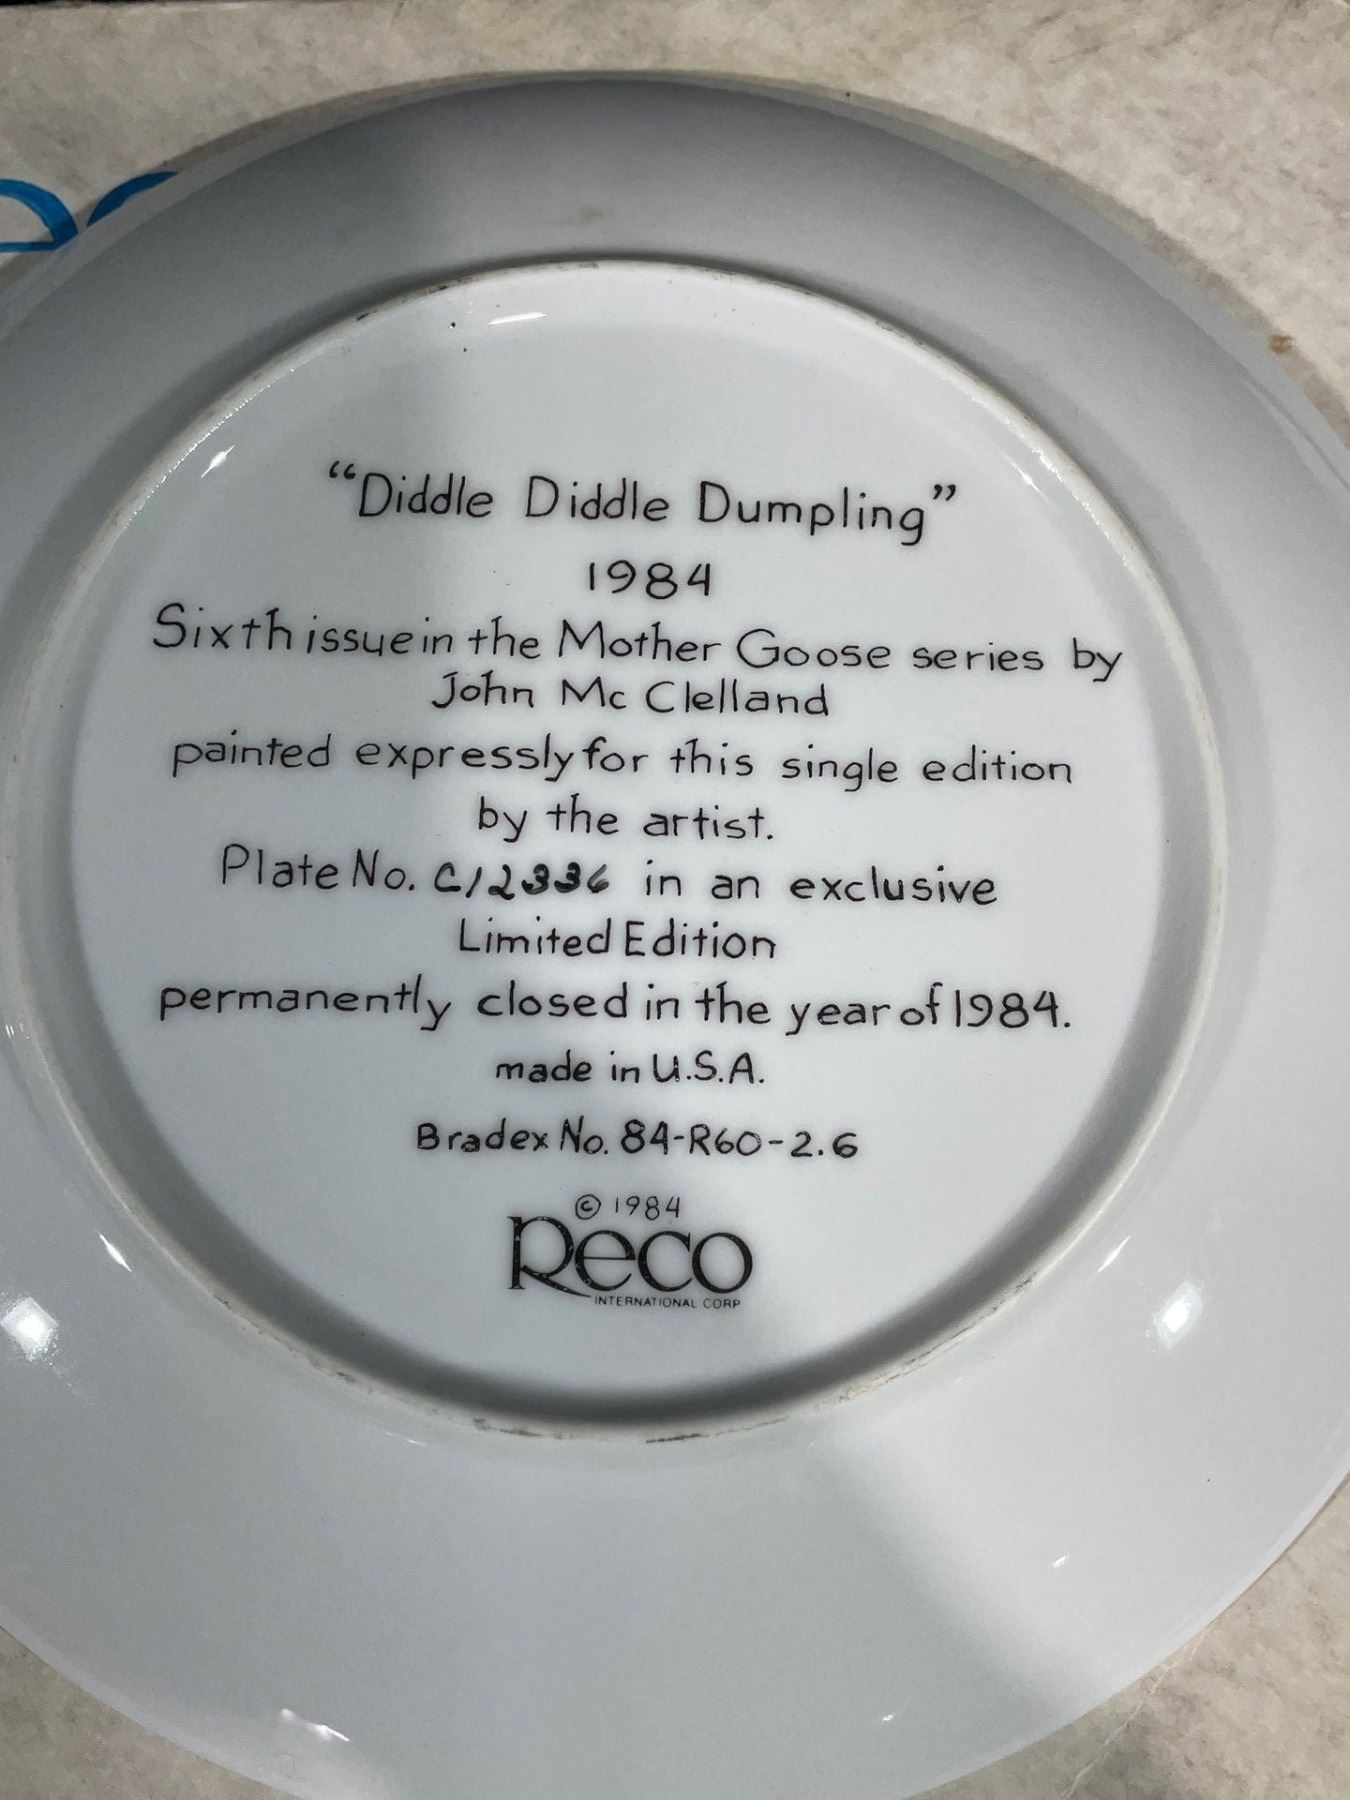 “Diddle Diddle Dumpling”
1984
Sixth issue in the Mother Goose series by
John Mc Clelland
painted expressly for this single edition
by the artist.
Plate No. C12336 in an exclusive
Limited Edition
permanently closed in the year of 1984.
made in U.S.A.
Bradex No. 84-R60-2.6
© 1984
Reco
INTERNATIONAL CORP